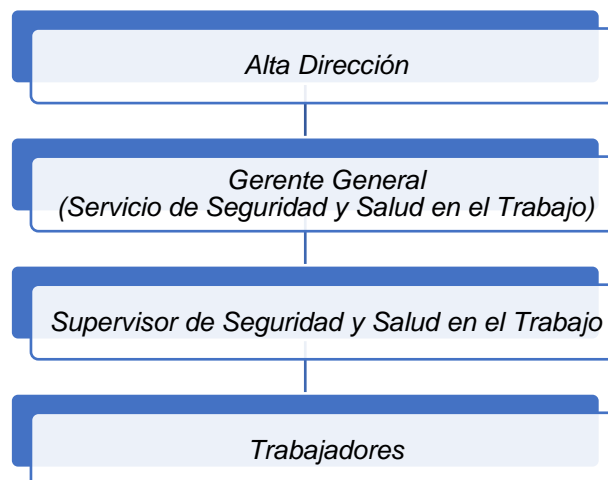 Alta Dirección
Gerente General
(Servicio de Seguridad y Salud en el Trabajo)
Supervisor de Seguridad y Salud en el Trabajo
Trabajadores